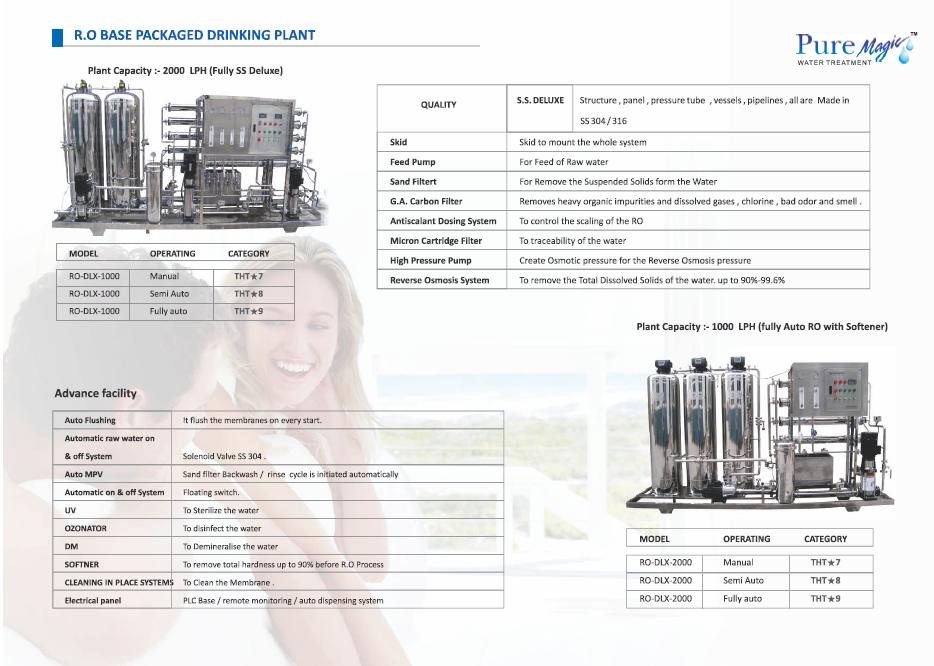 R.O BASE PACKAGED DRINKING PLANT
Pure Magic TM
WATER TREATMENT
Plant Capacity :- 2000 LPH (Fully SS Deluxe)
MODEL OPERATING CATEGORY
RO-DLX-1000 Manual THT★7
RO-DLX-1000 Semi Auto THT★8
RO-DLX-1000 Fully auto THT★9
QUALITY S.S. DELUXE Structure , panel , pressure tube , vessels , pipelines , all are Made in
SS 304 / 316
Skid Skid to mount the whole system
Feed Pump For Feed of Raw water
Sand Filtert For Remove the Suspended Solids form the Water
G.A. Carbon Filter Removes heavy organic impurities and dissolved gases , chlorine , bad odor and smell .
Antiscalant Dosing System To control the scaling of the RO
Micron Cartridge Filter To traceability of the water
High Pressure Pump Create Osmotic pressure for the Reverse Osmosis pressure
Reverse Osmosis System To remove the Total Dissolved Solids of the water. up to 90%-99.6%
Advance facility
Auto Flushing It flush the membranes on every start.
Automatic raw water on
& off System Solenoid Valve SS 304 .
Auto MPV Sand filter Backwash / rinse cycle is initiated automatically
Automatic on & off System Floating switch.
UV To Sterilize the water
OZONATOR To disinfect the water
DM To Demineralise the water
SOFTNER To remove total hardness up to 90% before R.O Process
CLEANING IN PLACE SYSTEMS To Clean the Membrane .
Electrical panel PLC Base / remote monitoring / auto dispensing system
Plant Capacity :- 1000 LPH (fully Auto RO with Softener)
MODEL OPERATING CATEGORY
RO-DLX-2000 Manual THT★7
RO-DLX-2000 Semi Auto THT★8
RO-DLX-2000 Fully auto THT★9